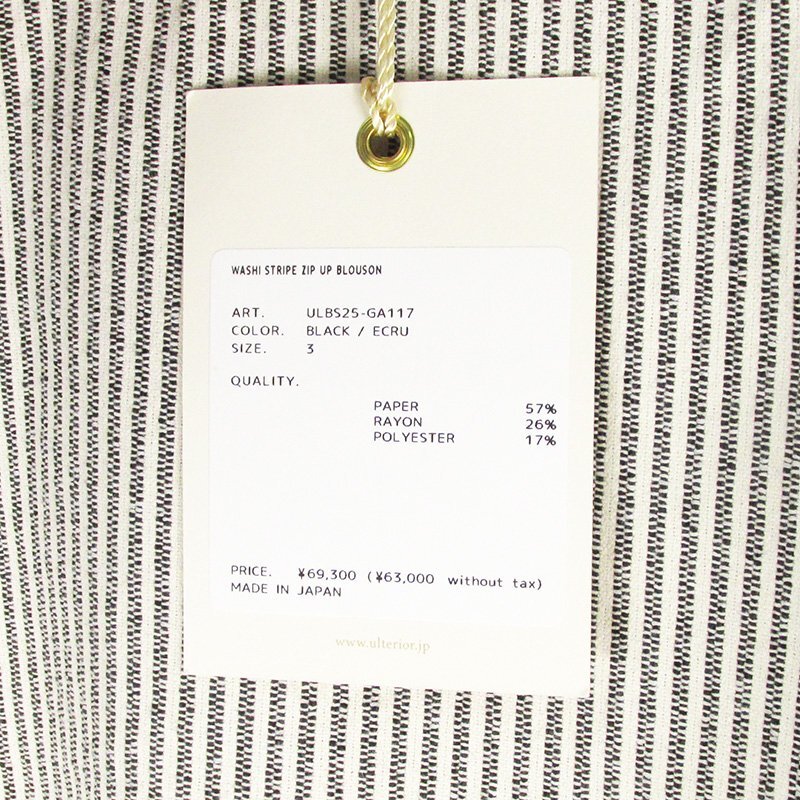 WASHI STRIPE ZIP UP BLOUSON
ART. ULBS25-GA117
COLOR. BLACK / ECRU
SIZE. 3
QUALITY.
PAPER 57%
RAYON 26%
POLYESTER 17%
PRICE. ¥69,300 (¥63,000 without tax)
MADE IN JAPAN
www.ulterior.jp